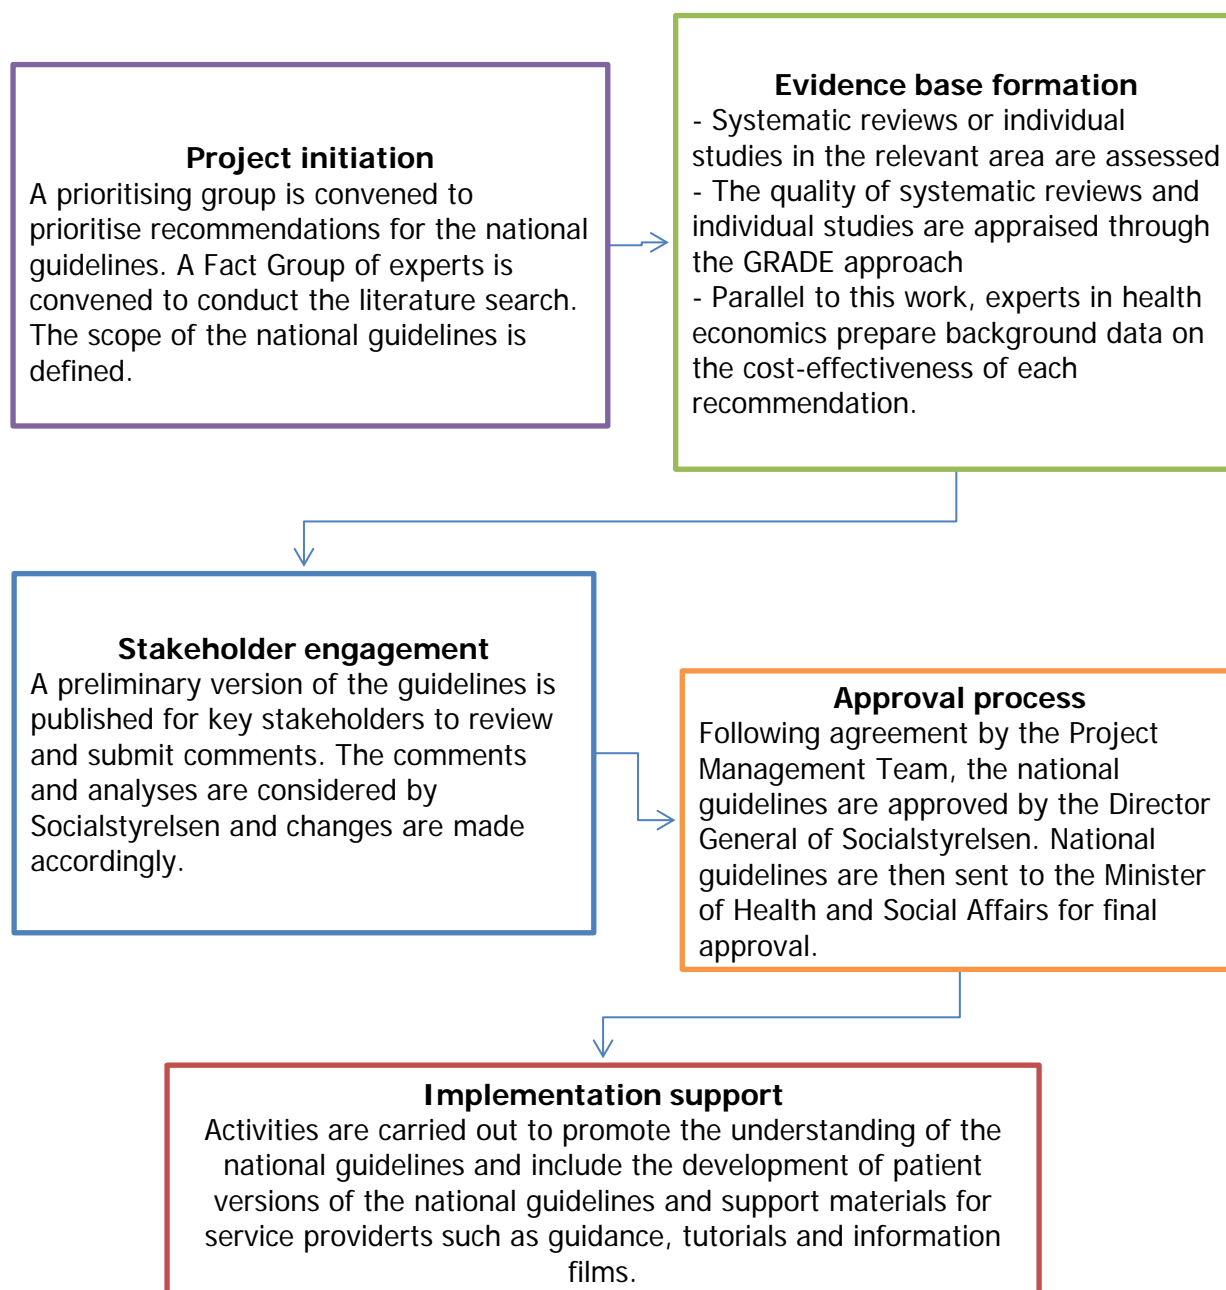 Project initiation
A prioritising group is convened to
prioritise recommendations for the national
guidelines. A Fact Group of experts is
convened to conduct the literature search.
The scope of the national guidelines is
defined.
Evidence base formation
- Systematic reviews or individual
studies in the relevant area are assessed
- The quality of systematic reviews and
individual studies are appraised through
the GRADE approach
- Parallel to this work, experts in health
economics prepare background data on
the cost-effectiveness of each
recommendation.
Stakeholder engagement
A preliminary version of the guidelines is
published for key stakeholders to review
and submit comments. The comments
and analyses are considered by
Socialstyrelsen and changes are made
accordingly.
Approval process
Following agreement by the Project
Management Team, the national
guidelines are approved by the Director
General of Socialstyrelsen. National
guidelines are then sent to the Minister
of Health and Social Affairs for final
approval.
Implementation support
Activities are carried out to promote the understanding of the
national guidelines and include the development of patient
versions of the national guidelines and support materials for
service providerts such as guidance, tutorials and information
films.